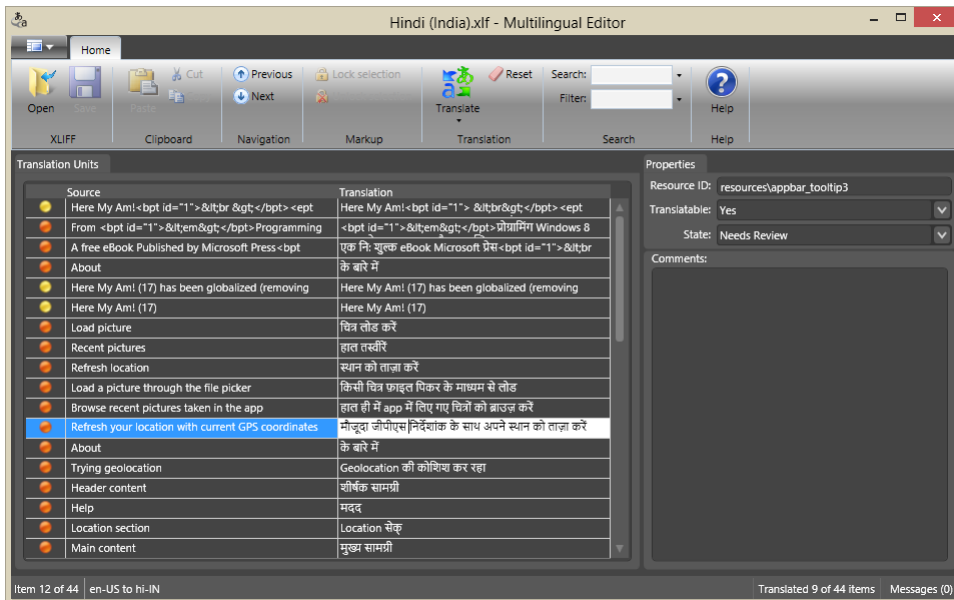 Hindi (India).xlf - Multilingual Editor
Home
Open
Save
Paste
Cut
Previous
Next
Lock selection
Translate
Reset
Search:
Filter:
Help
XLIFF
Clipboard
Navigation
Markup
Translation
Search
Help
Translation Units
Source Translation
Here My Am!<bpt id="1">&lt;br &gt;</bpt><ept Here My Am!<bpt id="1"> &lt;br&gt;</bpt> <ept
From <bpt id="1">&lt;em&gt;</bpt>Programming <bpt id="1">&lt;em&gt;</bpt>प्रोग्रामिंग Windows 8
A free eBook Published by Microsoft Press<bpt एक नि: शुल्क eBook Microsoft प्रेस<bpt id="1">&lt;br
About के बारे में
Here My Am! (17) has been globalized (removing Here My Am! (17) has been globalized (removing
Here My Am! (17) Here My Am! (17)
Load picture चित्र लोड करें
Recent pictures हाल तस्वीरें
Refresh location स्थान को ताज़ा करें
Load a picture through the file picker किसी चित्र फ़ाइल पिकर के माध्यम से लोड
Browse recent pictures taken in the app हाल ही में app में लिए गए चित्रों को ब्राउज़ करें
Refresh your location with current GPS coordinates मौजूदा जीपीएस निर्देशांक के साथ अपने स्थान को ताज़ा करें
About के बारे में
Trying geolocation Geolocation की कोशिश कर रहा
Header content शीर्षक सामग्री
Help मदद
Location section Location सेक्
Main content मुख्य सामग्री
Properties
Resource ID: resources\appbar_tooltip3
Translatable: Yes
State: Needs Review
Comments:
Item 12 of 44 en-US to hi-IN Translated 9 of 44 items Messages (0)